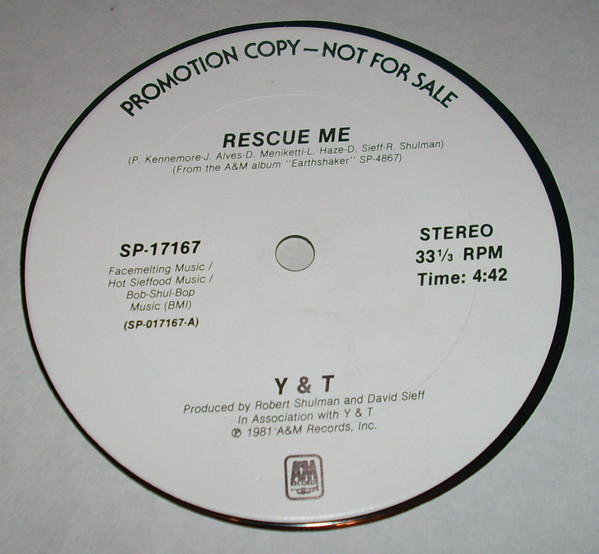 PROMOTION COPY—NOT FOR SALE
RESCUE ME
(P. Kennemore-J. Alves-D. Meniketti-L. Haze-D. Sieff-R. Shulman)
(From the A&M album "Earthshaker" SP-4867)
SP-17167
Facemelting Music /
Hot Sieffood Music /
Bob-Shul-Bop
Music (BMI)
(SP-017167-A)
STEREO
33⅓ RPM
Time: 4:42
Y & T
Produced by Robert Shulman and David Sieff
In Association with Y & T
℗ 1981 A&M Records, Inc.
AM
RECORDS